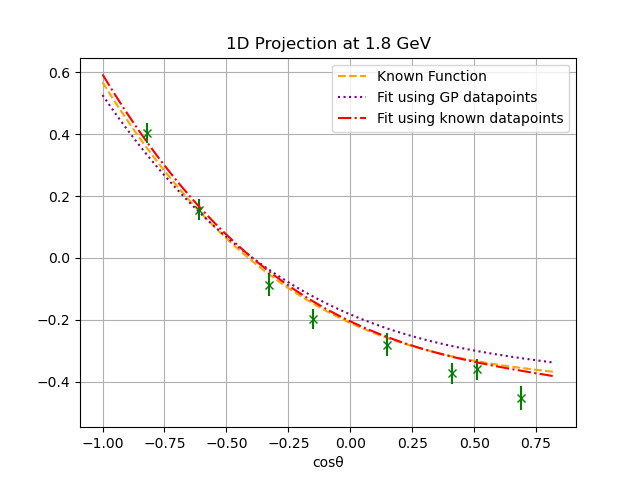 1D Projection at 1.8 GeV
Known Function
Fit using GP datapoints
Fit using known datapoints
0.6
0.4
0.2
0.0
−0.2
−0.4
−1.00 −0.75 −0.50 −0.25 0.00 0.25 0.50 0.75
cosθ